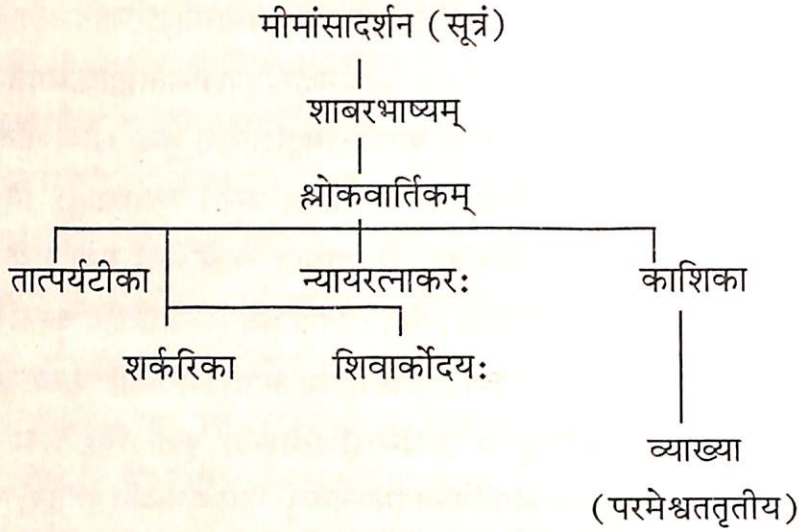 मीमांसादर्शन (सूत्रं)
शाबरभाष्यम्
श्लोकवार्तिकम्
तात्पर्यटीका न्यायरत्नाकर: काशिका
शर्करिका शिवार्कोदय:
व्याख्या
(परमेश्वततृतीय)